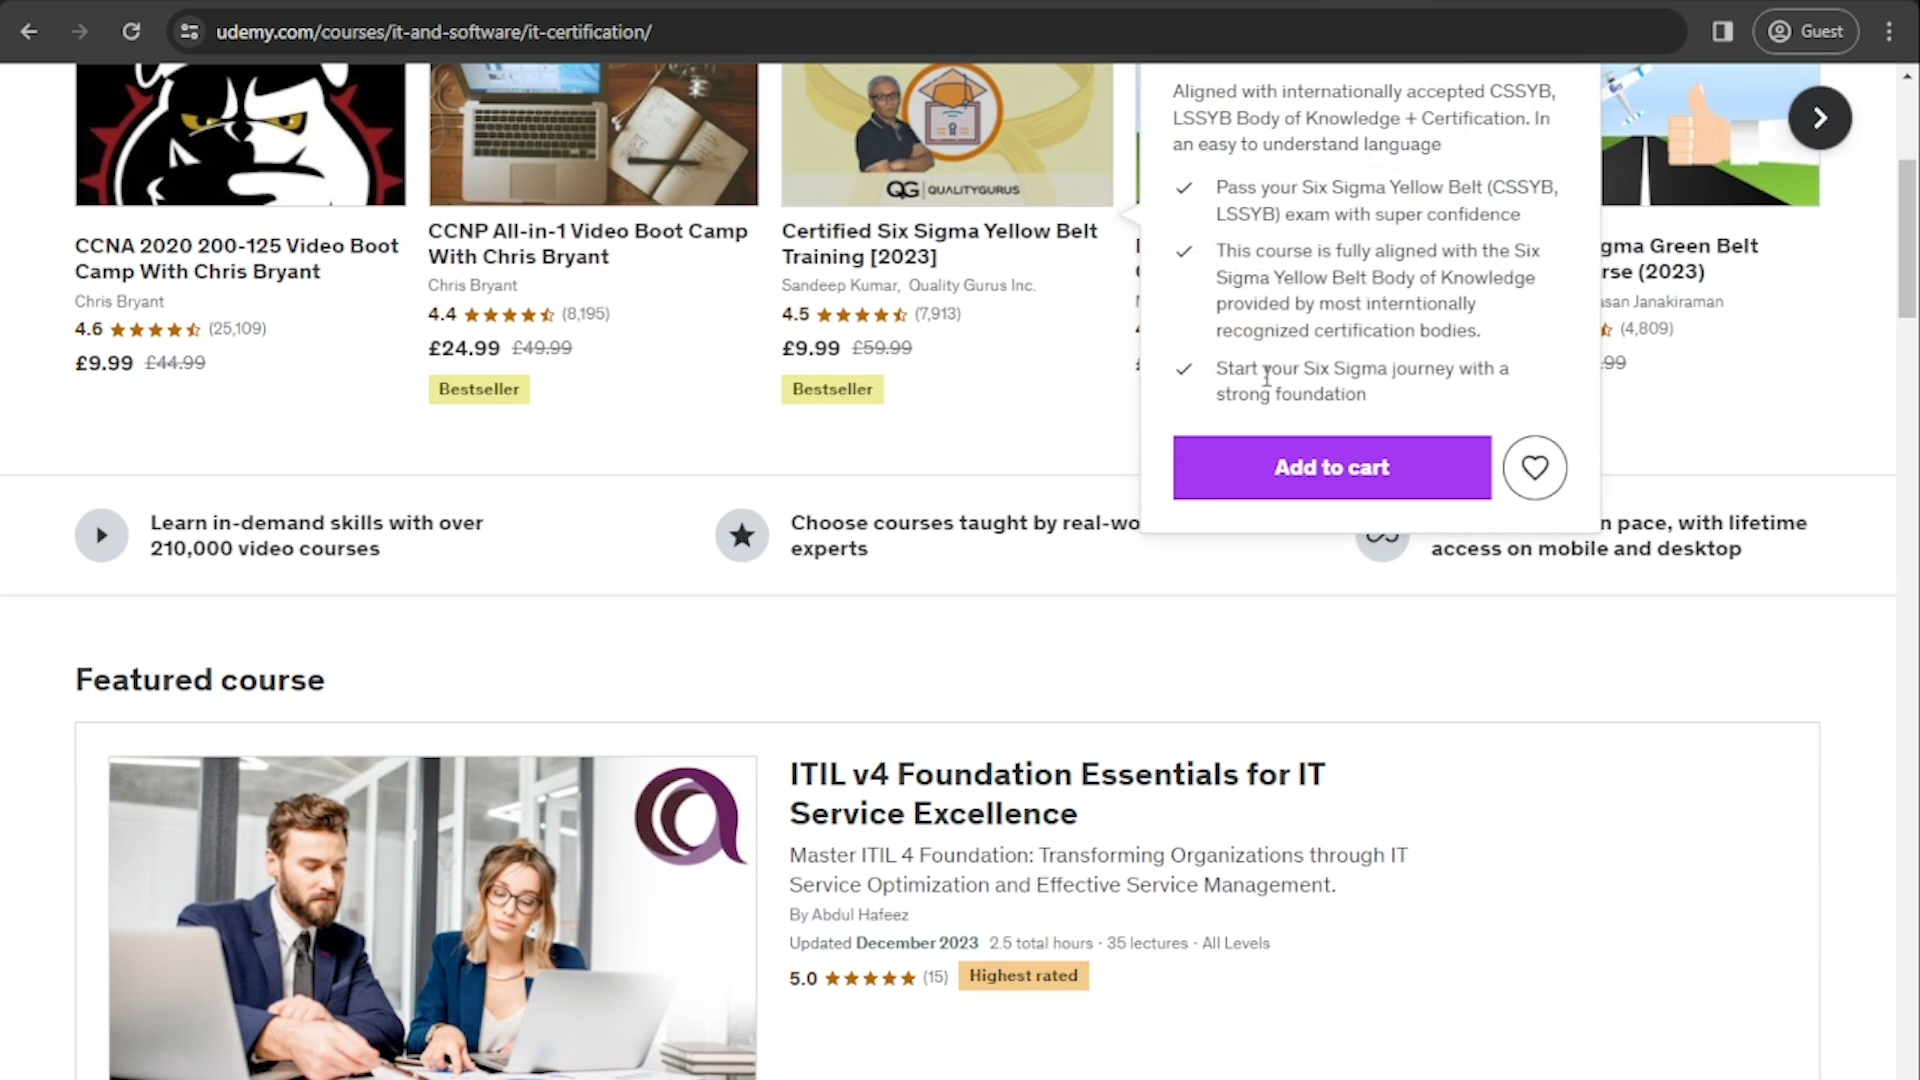 udemy.com/courses/it-and-software/it-certification/
Guest
QG | QUALITYGURUS
CCNA 2020 200-125 Video Boot
Camp With Chris Bryant
Chris Bryant
4.6 (25,109)
£9.99 £44.99
CCNP All-in-1 Video Boot Camp
With Chris Bryant
Chris Bryant
4.4 (8,195)
£24.99 £49.99
Bestseller
Certified Six Sigma Yellow Belt
Training [2023]
Sandeep Kumar, Quality Gurus Inc.
4.5 (7,913)
£9.99 £59.99
Bestseller
Aligned with internationally accepted CSSYB,
LSSYB Body of Knowledge + Certification. In
an easy to understand language
Pass your Six Sigma Yellow Belt (CSSYB,
LSSYB) exam with super confidence
This course is fully aligned with the Six
Sigma Yellow Belt Body of Knowledge
provided by most interntionally
recognized certification bodies.
Start your Six Sigma journey with a
strong foundation
Add to cart
gma Green Belt
rse (2023)
asan Janakiraman
(4,809)
.99
Learn in-demand skills with over
210,000 video courses
Choose courses taught by real-wo
experts
n pace, with lifetime
access on mobile and desktop
Featured course
ITIL v4 Foundation Essentials for IT
Service Excellence
Master ITIL 4 Foundation: Transforming Organizations through IT
Service Optimization and Effective Service Management.
By Abdul Hafeez
Updated December 2023 2.5 total hours · 35 lectures · All Levels
5.0 (15) Highest rated